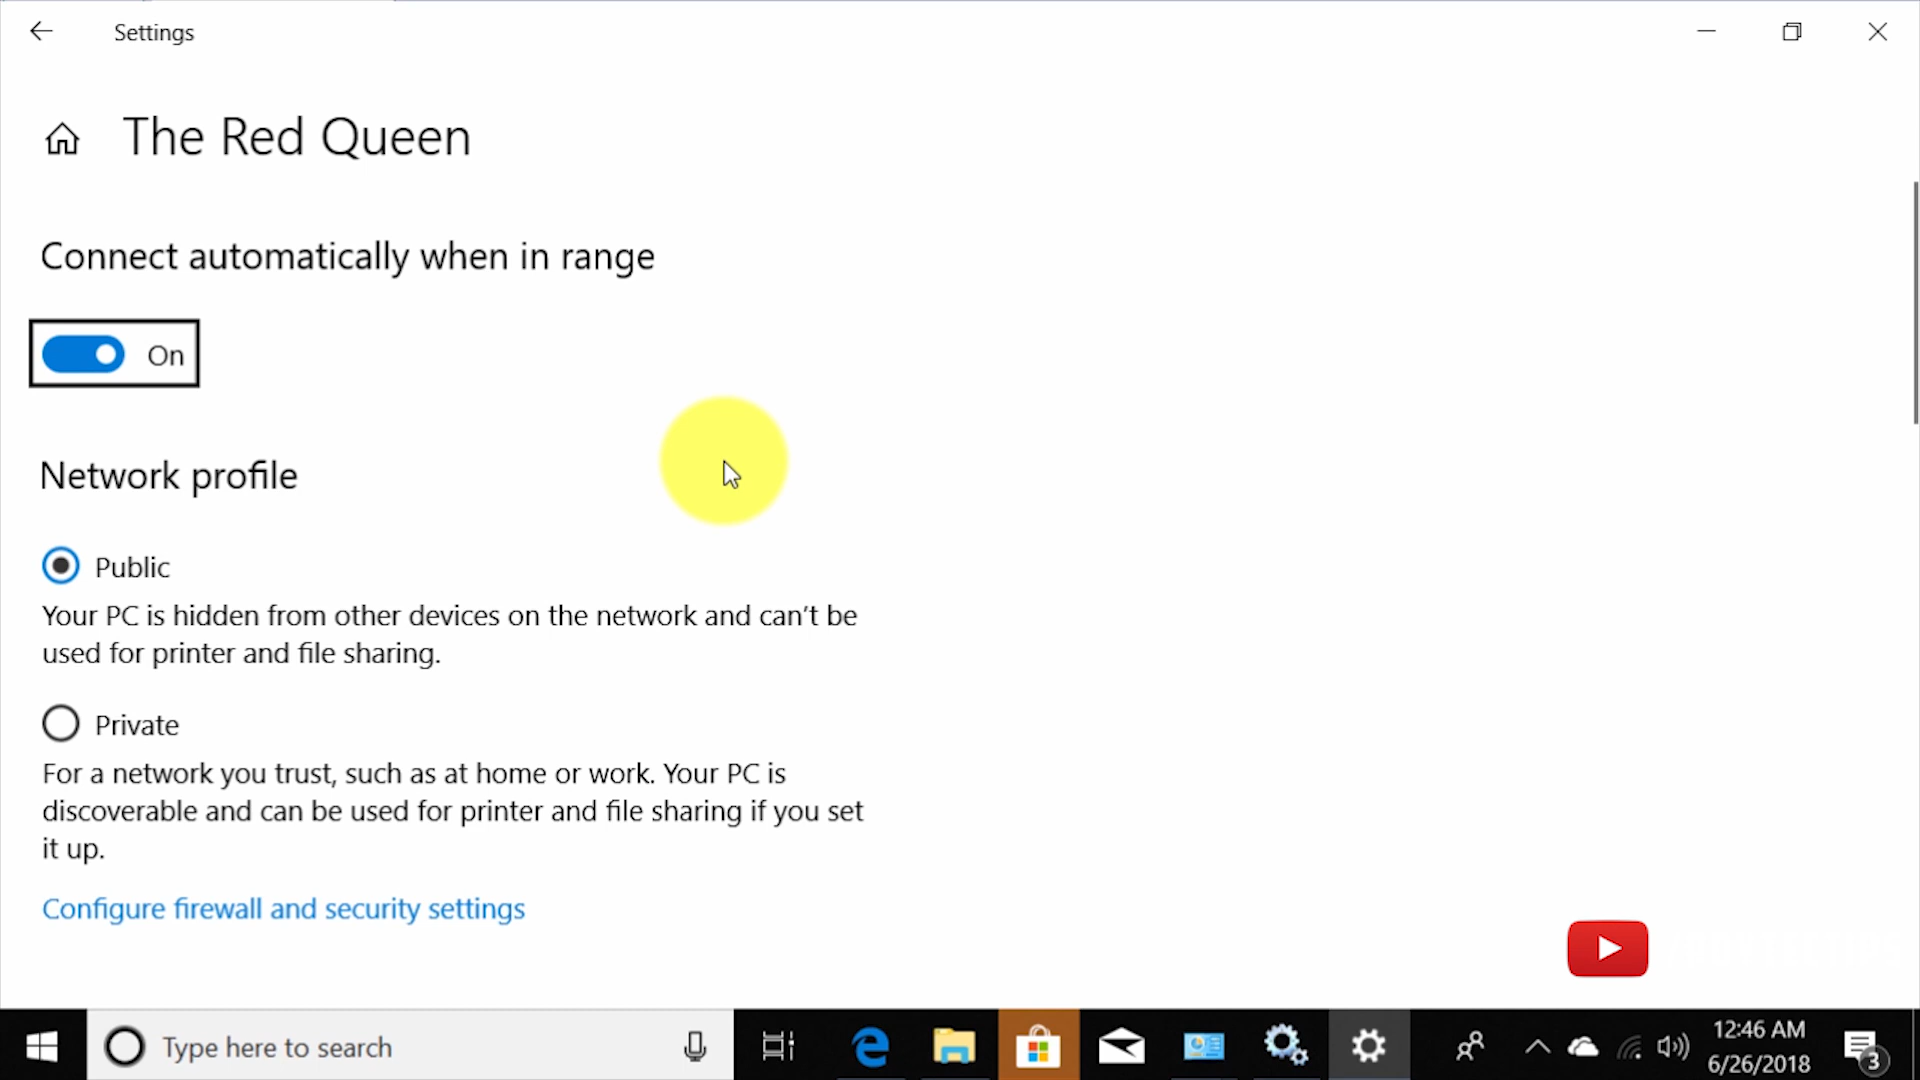 Settings
The Red Queen
Connect automatically when in range
On
Network profile
Public
Your PC is hidden from other devices on the network and can't be
used for printer and file sharing.
Private
For a network you trust, such as at home or work. Your PC is
discoverable and can be used for printer and file sharing if you set
it up.
Configure firewall and security settings
Type here to search
12:46 AM
6/26/2018
3